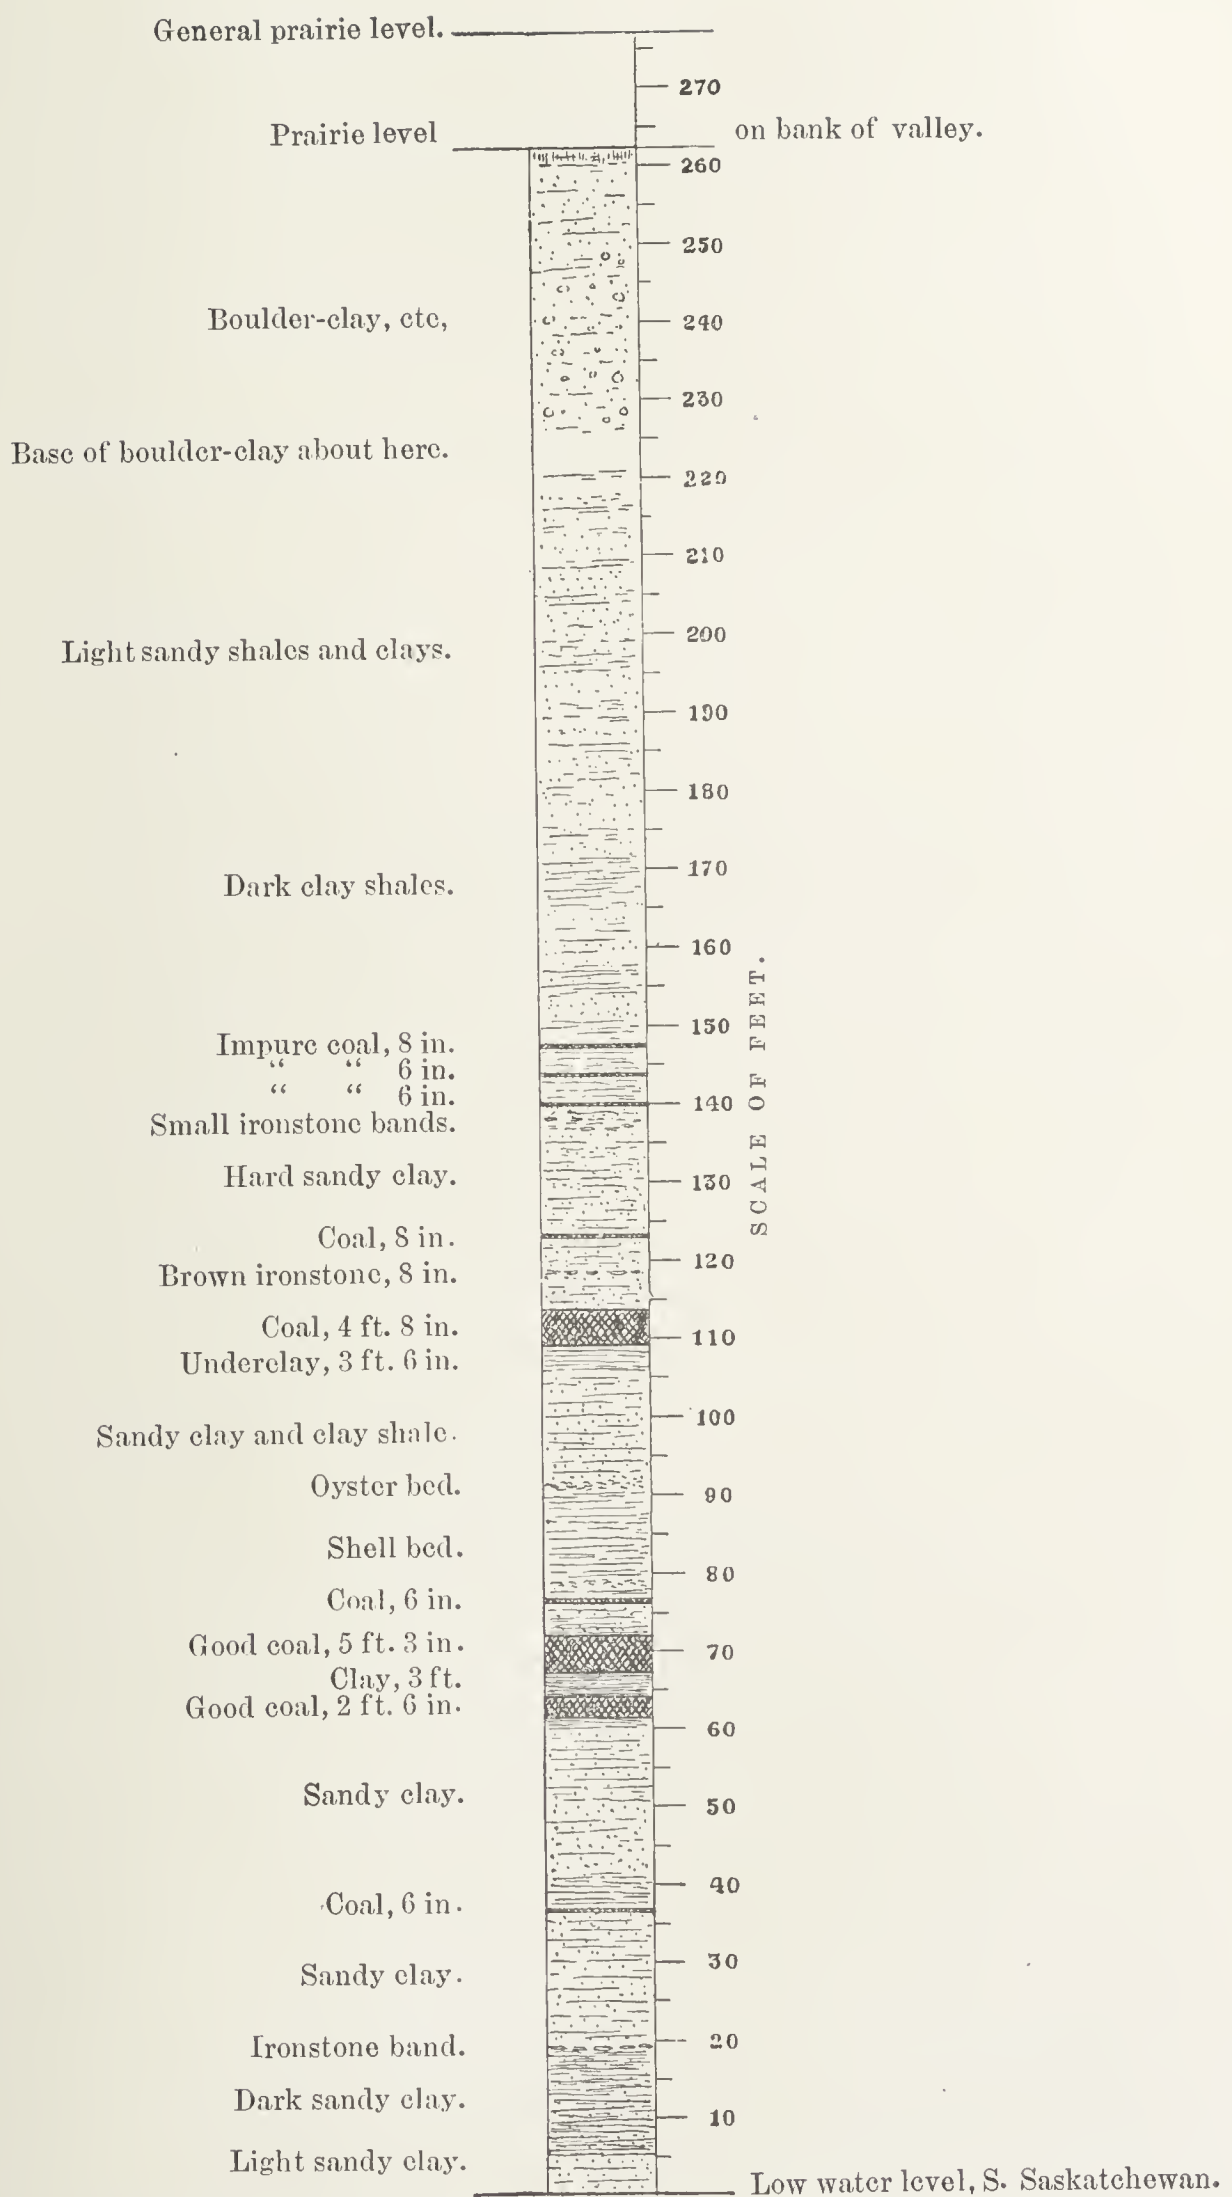 General prairie level.
270
Prairie level
on bank of valley.
260
250
Boulder-clay, etc,
240
230
Base of boulder-clay about here.
220
210
200
Light sandy shales and clays.
190
180
170
Dark clay shales.
160
150
Impure coal, 8 in.
“ “ 6 in.
“ “ 6 in.
140
Small ironstone bands.
SCALE OF FEET.
Hard sandy clay.
130
Coal, 8 in.
120
Brown ironstone, 8 in.
Coal, 4 ft. 8 in.
110
Underclay, 3 ft. 6 in.
100
Sandy clay and clay shale.
Oyster bed.
90
Shell bed.
80
Coal, 6 in.
Good coal, 5 ft. 3 in.
70
Clay, 3 ft.
Good coal, 2 ft. 6 in.
60
Sandy clay.
50
40
Coal, 6 in.
30
Sandy clay.
20
Ironstone band.
Dark sandy clay.
10
Light sandy clay.
Low water level, S. Saskatchewan.